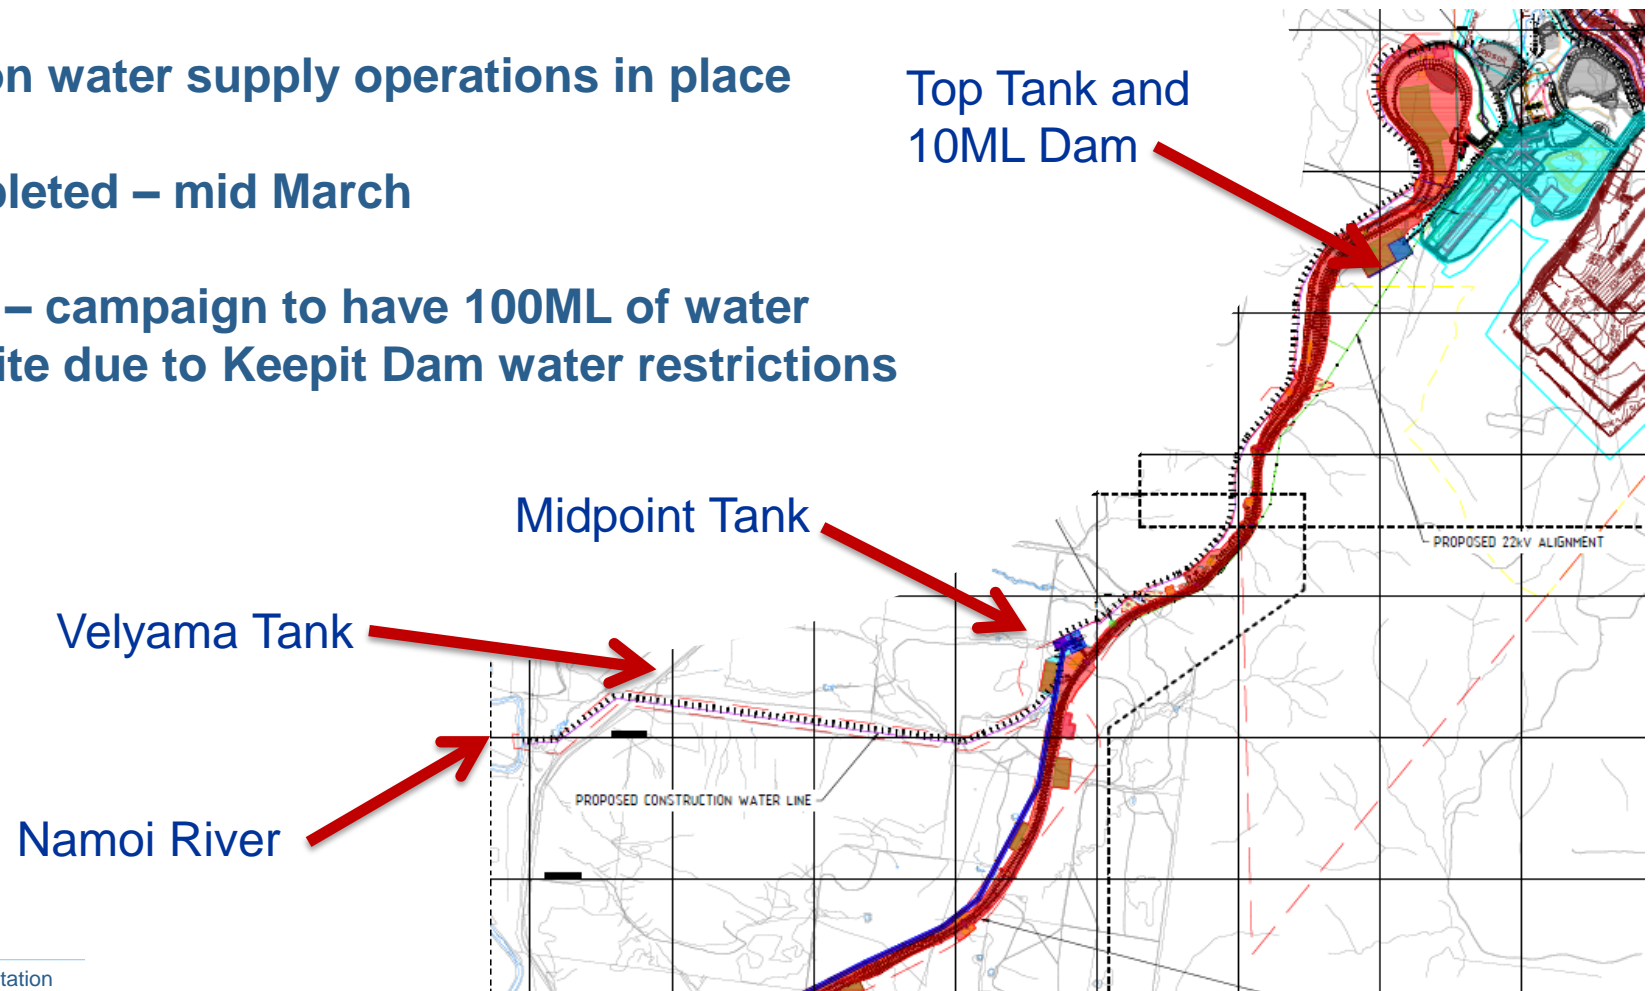 on water supply operations in place
pleted – mid March
– campaign to have 100ML of water
ite due to Keepit Dam water restrictions
Top Tank and
10ML Dam
Midpoint Tank
PROPOSED 22kV ALIGNMENT
Velyama Tank
PROPOSED CONSTRUCTION WATER LINE
Namoi River
tation